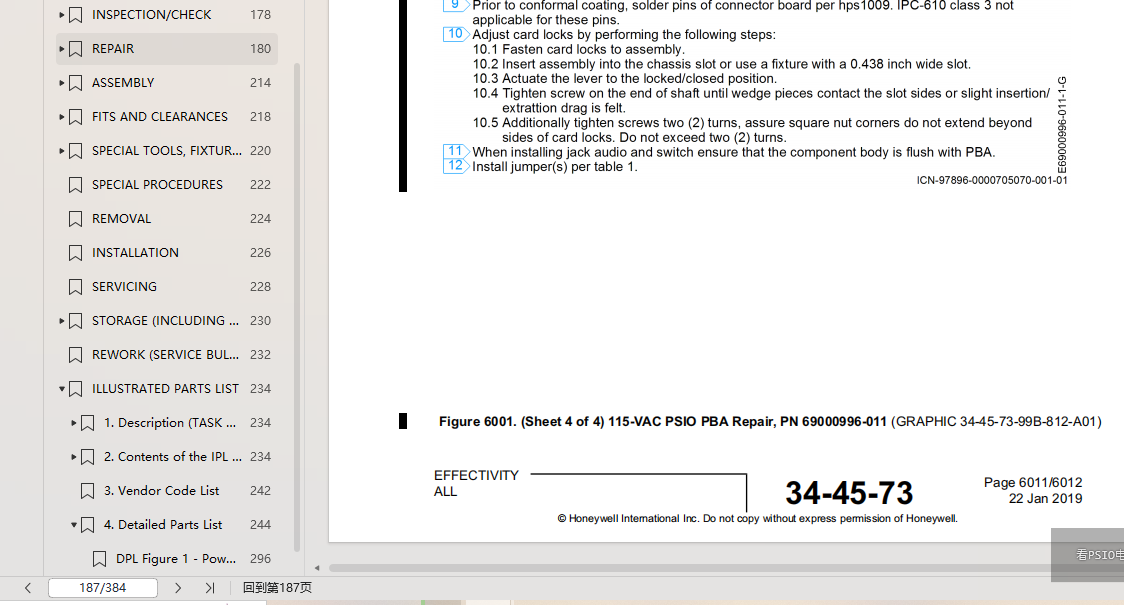 INSPECTION/CHECK 178
REPAIR 180
ASSEMBLY 214
FITS AND CLEARANCES 218
SPECIAL TOOLS, FIXTUR... 220
SPECIAL PROCEDURES 222
REMOVAL 224
INSTALLATION 226
SERVICING 228
STORAGE (INCLUDING ... 230
REWORK (SERVICE BUL... 232
ILLUSTRATED PARTS LIST 234
1. Description (TASK ... 234
2. Contents of the IPL ... 234
3. Vendor Code List 242
4. Detailed Parts List 244
DPL Figure 1 - Pow... 296
9 Prior to conformal coating, solder pins of connector board per hps1009. IPC-610 class 3 not
applicable for these pins.
10 Adjust card locks by performing the following steps:
10.1 Fasten card locks to assembly.
10.2 Insert assembly into the chassis slot or use a fixture with a 0.438 inch wide slot.
10.3 Actuate the lever to the locked/closed position.
10.4 Tighten screw on the end of shaft until wedge pieces contact the slot sides or slight insertion/
extrattion drag is felt.
10.5 Additionally tighten screws two (2) turns, assure square nut corners do not extend beyond
sides of card locks. Do not exceed two (2) turns.
11 When installing jack audio and switch ensure that the component body is flush with PBA.
12 Install jumper(s) per table 1.
E69000996-011-1-G
ICN-97896-0000705070-001-01
Figure 6001. (Sheet 4 of 4) 115-VAC PSIO PBA Repair, PN 69000996-011 (GRAPHIC 34-45-73-99B-812-A01)
EFFECTIVITY
ALL
34-45-73
Page 6011/6012
22 Jan 2019
© Honeywell International Inc. Do not copy without express permission of Honeywell.
看PSIO电
187/384
回到第187页